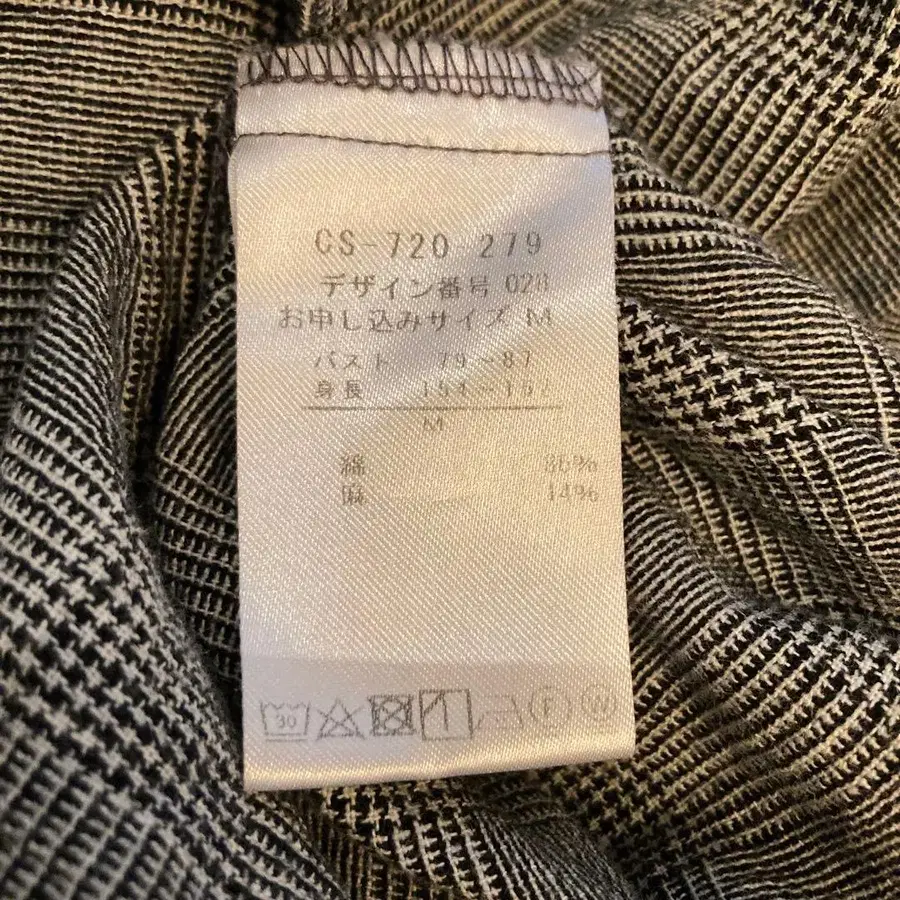 CS-720 279
デザイン番号 028
お申し込みサイズ M
バスト 79~87
身長 154~162
M
綿 86%
麻 14%
30 F W